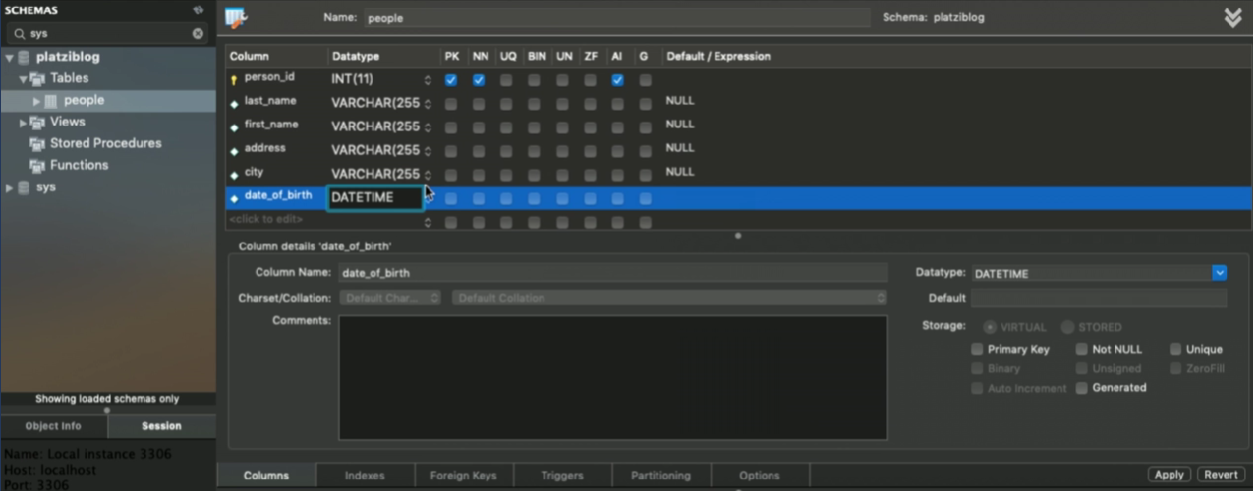 SCHEMAS
Name: people Schema: platziblog
sys
platziblog
Tables
people
Views
Stored Procedures
Functions
sys
Column Datatype PK NN UQ BIN UN ZF AI G Default / Expression
person_id INT(11)
last_name VARCHAR(255 NULL
first_name VARCHAR(255 NULL
address VARCHAR(255 NULL
city VARCHAR(255 NULL
date_of_birth DATETIME
<click to edit>
Column details 'date_of_birth'
Column Name: date_of_birth Datatype: DATETIME
Charset/Collation: Default Char... Default Collation Default
Comments: Storage: VIRTUAL STORED
Primary Key Not NULL Unique
Binary Unsigned ZeroFill
Auto Increment Generated
Showing loaded schemas only
Object Info Session
Name: Local instance 3306
Host: localhost
Port: 3306
Columns Indexes Foreign Keys Triggers Partitioning Options Apply Revert